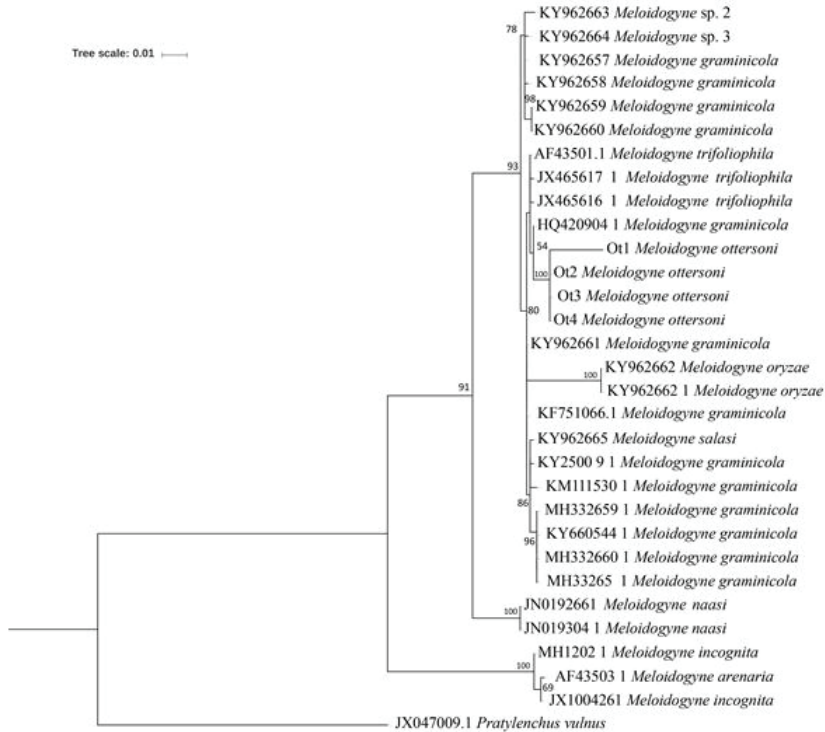 Tree scale: 0.01
78
KY962663 Meloidogyne sp. 2
KY962664 Meloidogyne sp. 3
KY962657 Meloidogyne graminicola
KY962658 Meloidogyne graminicola
98
KY962659 Meloidogyne graminicola
KY962660 Meloidogyne graminicola
AF43501.1 Meloidogyne trifoliophila
93
JX465617 1 Meloidogyne trifoliophila
JX465616 1 Meloidogyne trifoliophila
HQ420904 1 Meloidogyne graminicola
54
Ot1 Meloidogyne ottersoni
100
Ot2 Meloidogyne ottersoni
Ot3 Meloidogyne ottersoni
80
Ot4 Meloidogyne ottersoni
KY962661 Meloidogyne graminicola
100
KY962662 Meloidogyne oryzae
91
KY962662 1 Meloidogyne oryzae
KF751066.1 Meloidogyne graminicola
KY962665 Meloidogyne salasi
KY2500 9 1 Meloidogyne graminicola
KM111530 1 Meloidogyne graminicola
86
MH332659 1 Meloidogyne graminicola
KY660544 1 Meloidogyne graminicola
96
MH332660 1 Meloidogyne graminicola
MH33265 1 Meloidogyne graminicola
100
JN0192661 Meloidogyne naasi
JN019304 1 Meloidogyne naasi
MH1202 1 Meloidogyne incognita
100
AF43503 1 Meloidogyne arenaria
69
JX1004261 Meloidogyne incognita
JX047009.1 Pratylenchus vulnus